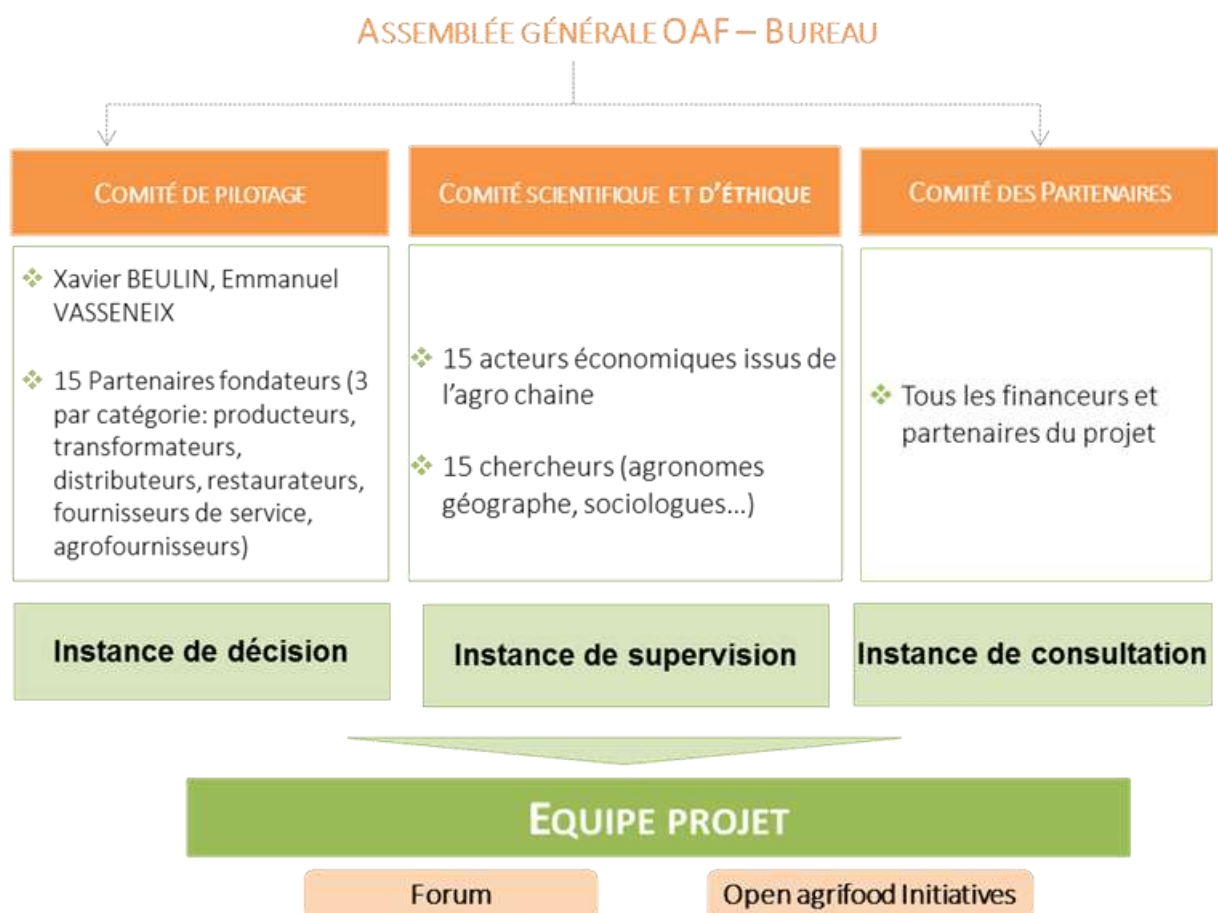 ASSEMBLÉE GÉNÉRALE OAF – BUREAU
COMITÉ DE PILOTAGE
COMITÉ SCIENTIFIQUE ET D'ÉTHIQUE
COMITÉ DES PARTENAIRES
Xavier BEULIN, Emmanuel
VASSENEIX
15 Partenaires fondateurs (3
par catégorie: producteurs,
transformateurs,
distributeurs, restaurateurs,
fournisseurs de service,
agrofournisseurs)
15 acteurs économiques issus de
l'agro chaine
15 chercheurs (agronomes
géographe, sociologues...)
Tous les financeurs et
partenaires du projet
Instance de décision
Instance de supervision
Instance de consultation
EQUIPE PROJET
Forum
Open agrifood Initiatives